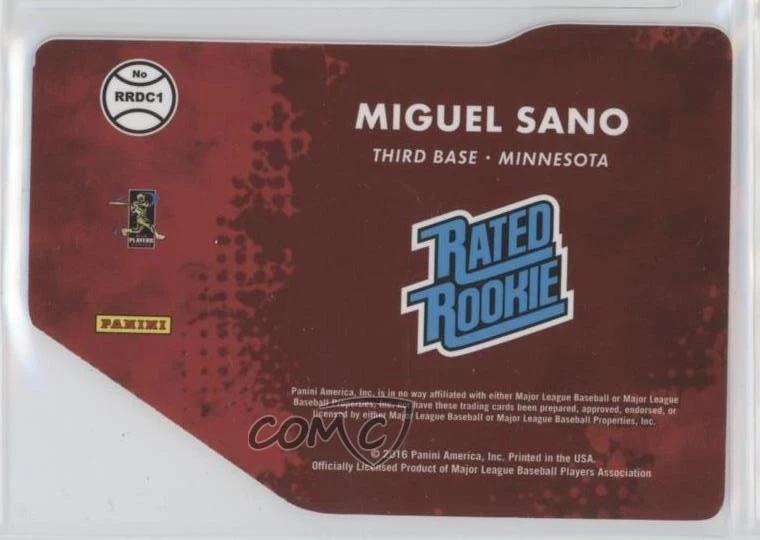 No
RRDC1
MIGUEL SANO
THIRD BASE · MINNESOTA
PLAYERS
RATED
ROOKIE
PANINI
Panini America, Inc. is in no way affiliated with either Major League Baseball or Major League
Baseball Properties, Inc. nor have these trading cards been prepared, approved, endorsed, or
licensed by either Major League Baseball or Major League Baseball Properties, Inc.
COMC
© 2016 Panini America, Inc. Printed in the USA.
Officially Licensed Product of Major League Baseball Players Association